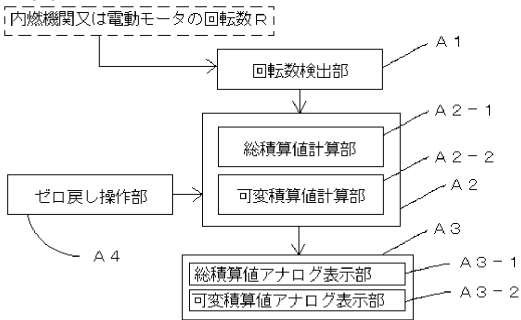 内燃機関又は電動モータの回転数R
A1
回転数検出部
A2-1
総積算値計算部
A2-2
可変積算値計算部
A2
ゼロ戻し操作部
A4
A3
総積算値アナログ表示部
A3-1
可変積算値アナログ表示部
A3-2